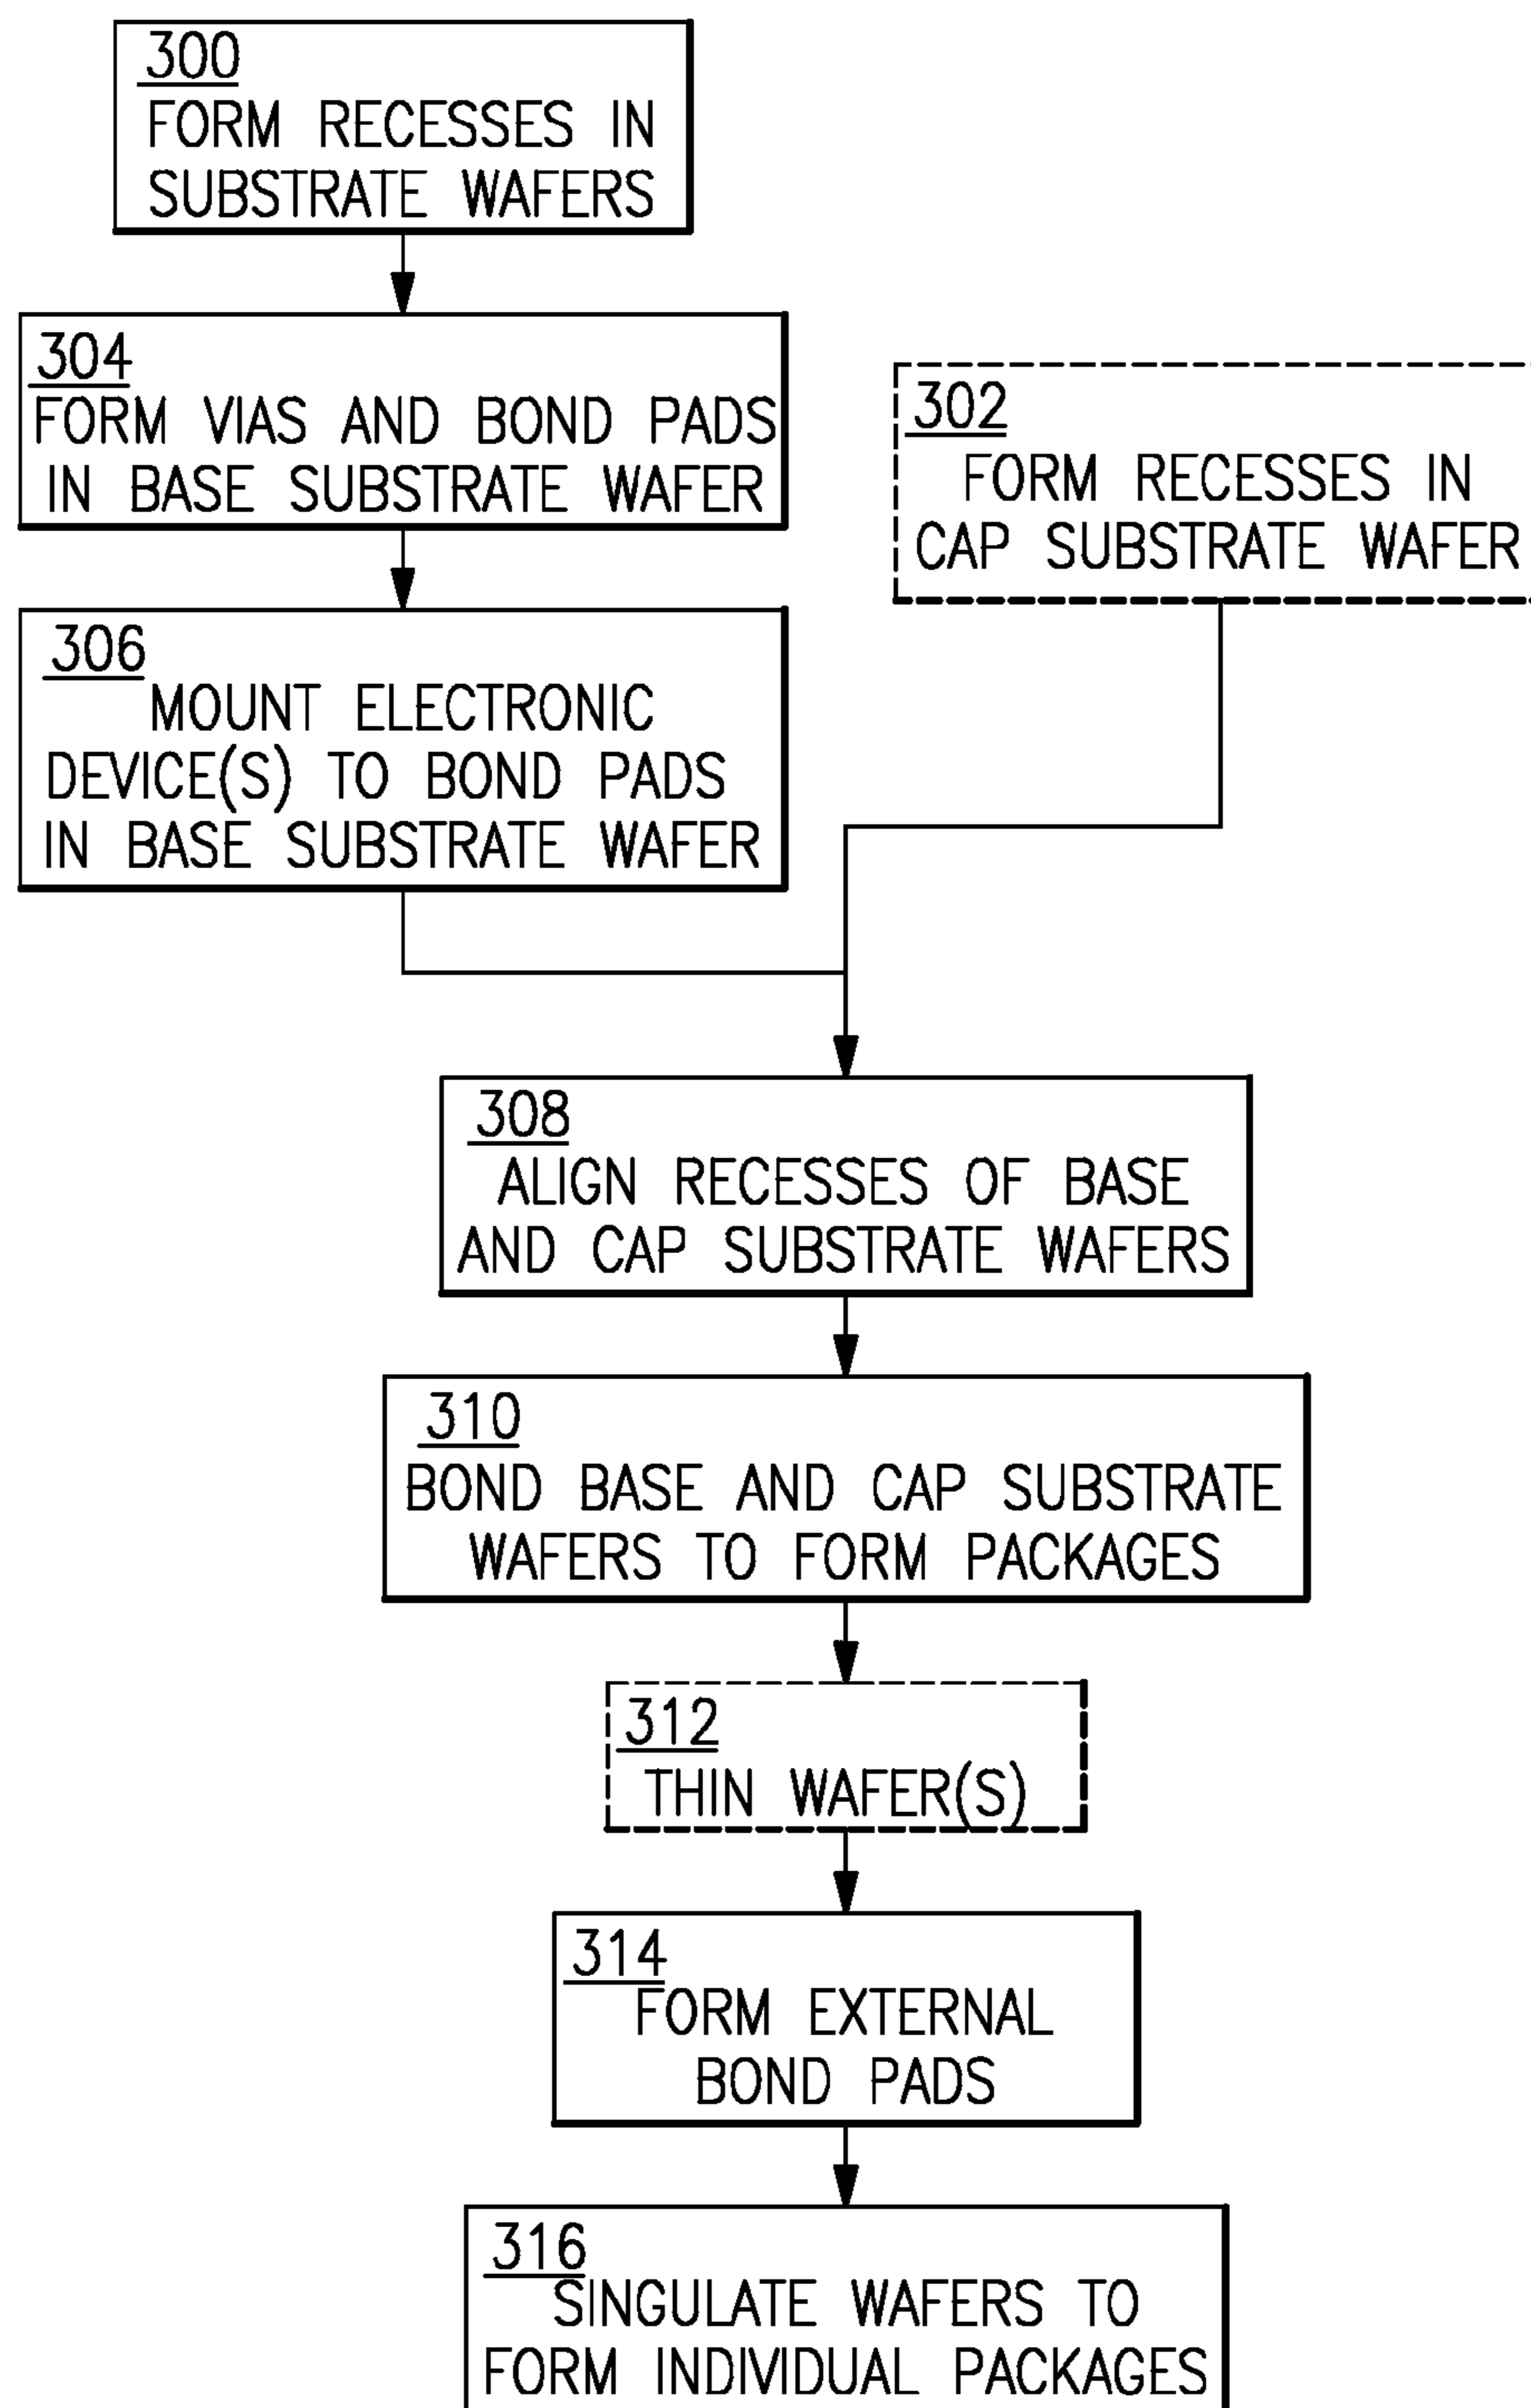 300
FORM RECESSES IN
SUBSTRATE WAFERS
304
FORM VIAS AND BOND PADS
IN BASE SUBSTRATE WAFER
302
FORM RECESSES IN
CAP SUBSTRATE WAFER
306
MOUNT ELECTRONIC
DEVICE(S) TO BOND PADS
IN BASE SUBSTRATE WAFER
308
ALIGN RECESSES OF BASE
AND CAP SUBSTRATE WAFERS
310
BOND BASE AND CAP SUBSTRATE
WAFERS TO FORM PACKAGES
312
THIN WAFER(S)
314
FORM EXTERNAL
BOND PADS
316
SINGULATE WAFERS TO
FORM INDIVIDUAL PACKAGES